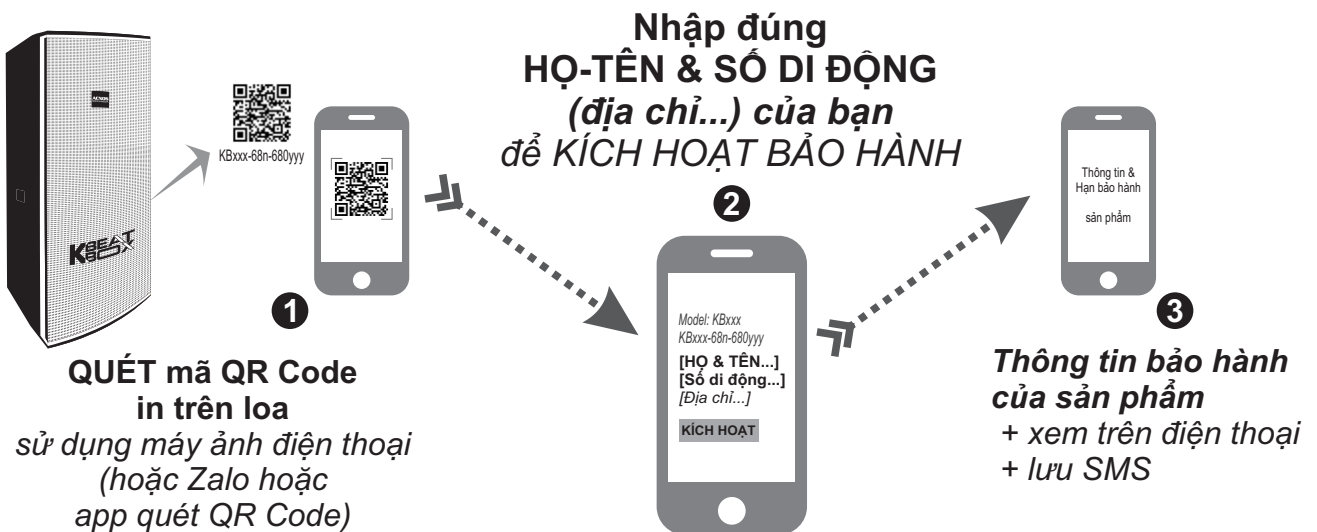 ACNOS
KBEATBOX
KBxxx-68n-680yyy
1
QUÉT mã QR Code
in trên loa
sử dụng máy ảnh điện thoại
(hoặc Zalo hoặc
app quét QR Code)
Nhập đúng
HỌ-TÊN & SỐ DI ĐỘNG
(địa chỉ...) của bạn
để KÍCH HOẠT BẢO HÀNH
2
Model: KBxxx
KBxxx-68n-680yyy
[HỌ & TÊN...]
[Số di động...]
[Địa chỉ...]
KÍCH HOẠT
Thông tin &
Hạn bảo hành
sản phẩm
3
Thông tin bảo hành
của sản phẩm
+ xem trên điện thoại
+ lưu SMS